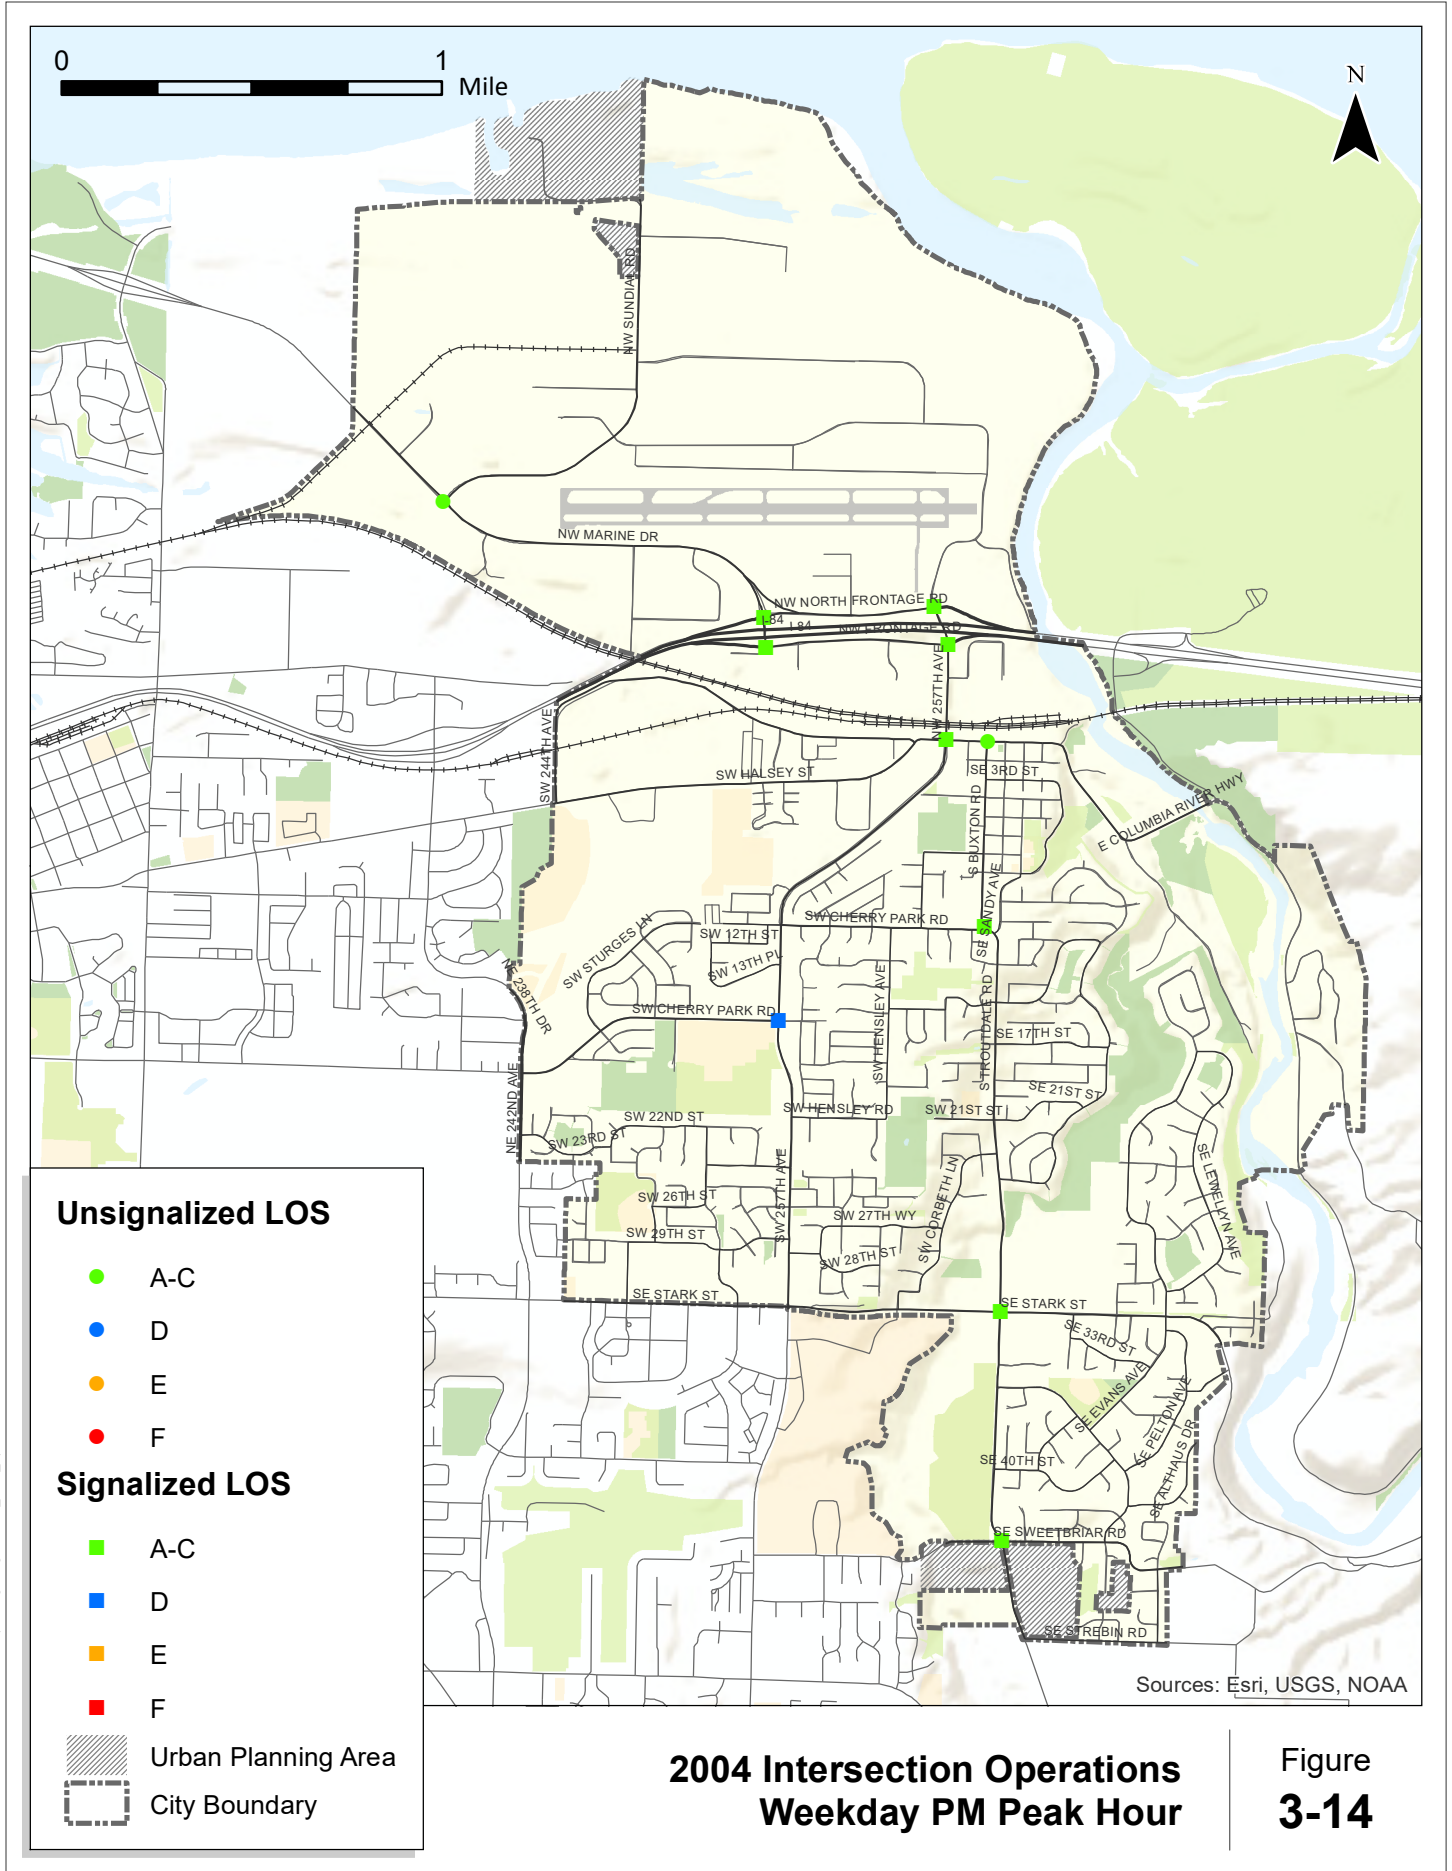 0 1
Mile
N
NW SUNDIAL RD
NW MARINE DR
NW NORTH FRONTAGE RD
I-84
I-84
NW FRONTAGE RD
NW 257TH AVE
SW 244TH AVE
SW HALSEY ST
SE 3RD ST
S BUXTON RD
E COLUMBIA RIVER HWY
SE SANDY AVE
SW CHERRY PARK RD
SW STURGES LN
SW 12TH ST
SW 13TH PL
NE 238TH DR
SW CHERRY PARK RD
SW HENSLEY AVE
S TROUTDALE RD
SE 17TH ST
SE 21ST ST
NE 242ND AVE
SW 22ND ST
SW HENSLEY RD
SW 21ST ST
SW 23RD ST
SE LEWELLYN AVE
SW 257TH AVE
SW CORBETH LN
SW 26TH ST
SW 27TH WY
SW 29TH ST
SW 28TH ST
SE STARK ST
SE STARK ST
SE 33RD ST
SE EVANS AVE
SE PELTON AVE
SE 40TH ST
SE ALTHAUS DR
SE SWEETBRIAR RD
SE STREBIN RD
Sources: Esri, USGS, NOAA
Unsignalized LOS
A-C
D
E
F
Signalized LOS
A-C
D
E
F
Urban Planning Area
City Boundary
2004 Intersection Operations
Weekday PM Peak Hour
Figure
3-14